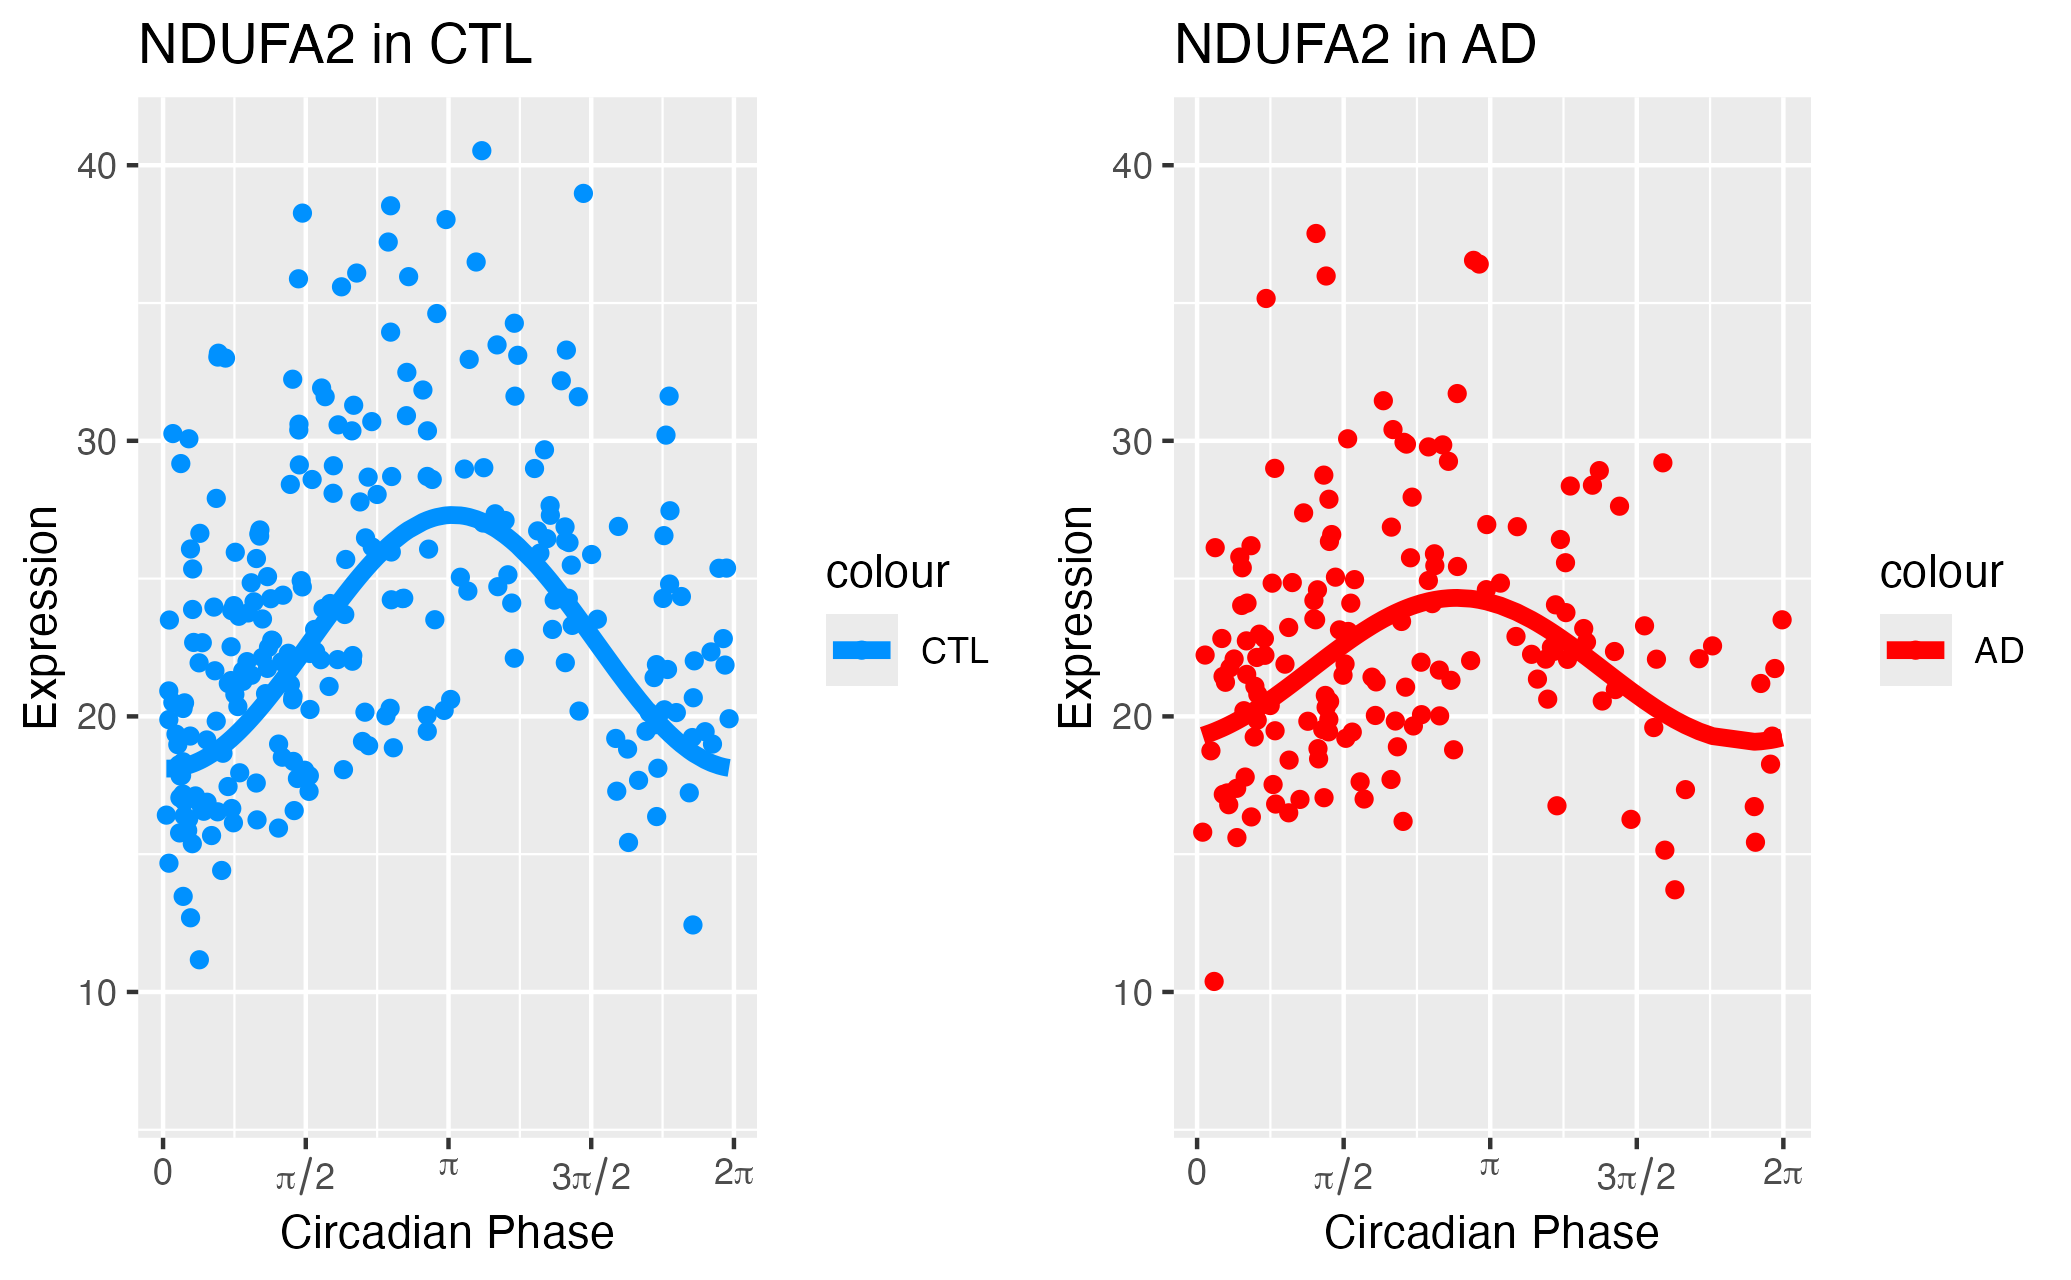 NDUFA2 in CTL
Expression
40
30
20
10
0 π/2 π 3π/2 2π
Circadian Phase
colour
CTL
NDUFA2 in AD
Expression
40
30
20
10
0 π/2 π 3π/2 2π
Circadian Phase
colour
AD